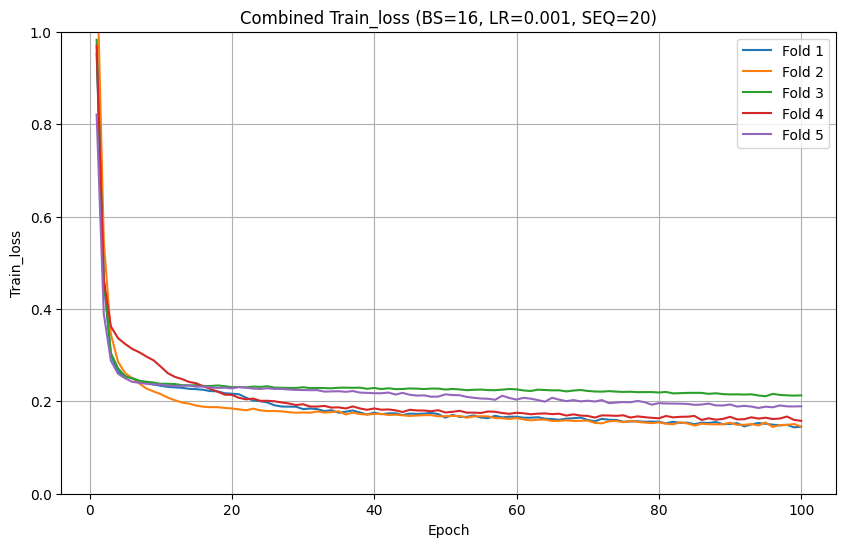 Combined Train_loss (BS=16, LR=0.001, SEQ=20)
Fold 1
Fold 2
Fold 3
Fold 4
Fold 5
Train_loss
1.0
0.8
0.6
0.4
0.2
0.0
0 20 40 60 80 100
Epoch